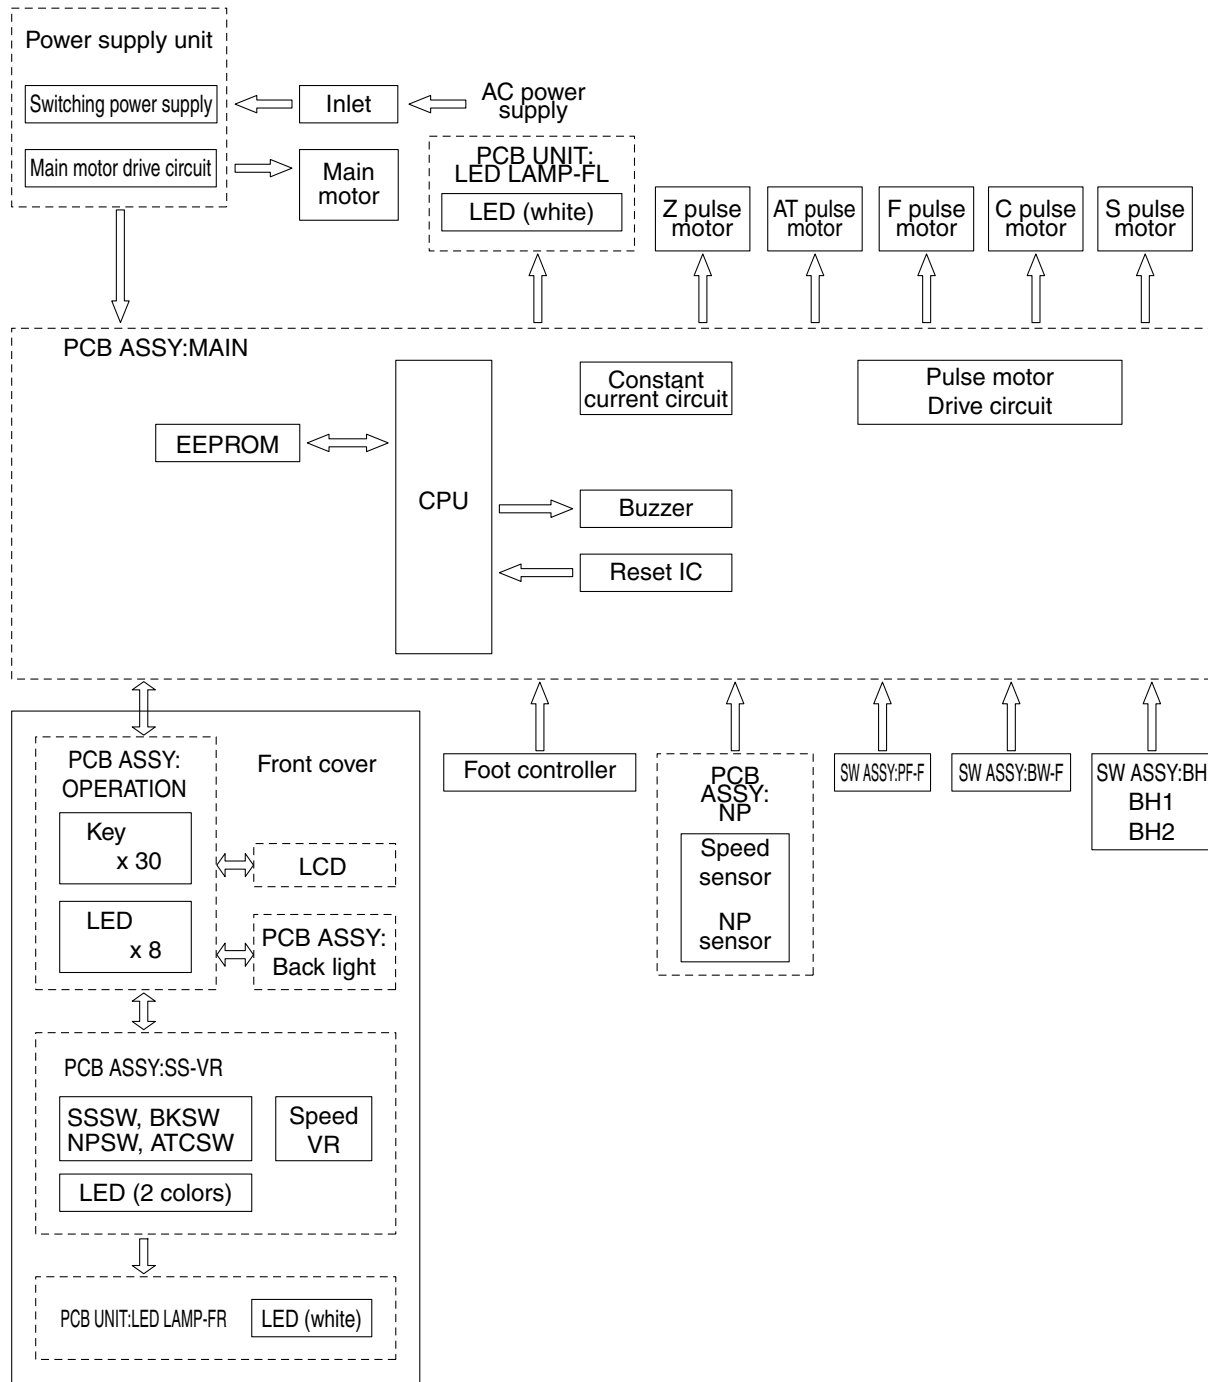 Power supply unit
Switching power supply
Inlet
AC power
supply
Main motor drive circuit
Main
motor
PCB UNIT:
LED LAMP-FL
LED (white)
Z pulse
motor
AT pulse
motor
F pulse
motor
C pulse
motor
S pulse
motor
PCB ASSY:MAIN
Constant
current circuit
Pulse motor
Drive circuit
EEPROM
CPU
Buzzer
Reset IC
PCB ASSY:
OPERATION
Front cover
Key
x 30
LCD
LED
x 8
PCB ASSY:
Back light
Foot controller
PCB
ASSY:
NP
Speed
sensor
NP
sensor
SW ASSY:PF-F
SW ASSY:BW-F
SW ASSY:BH
BH1
BH2
PCB ASSY:SS-VR
SSSW, BKSW
NPSW, ATCSW
Speed
VR
LED (2 colors)
PCB UNIT:LED LAMP-FR
LED (white)